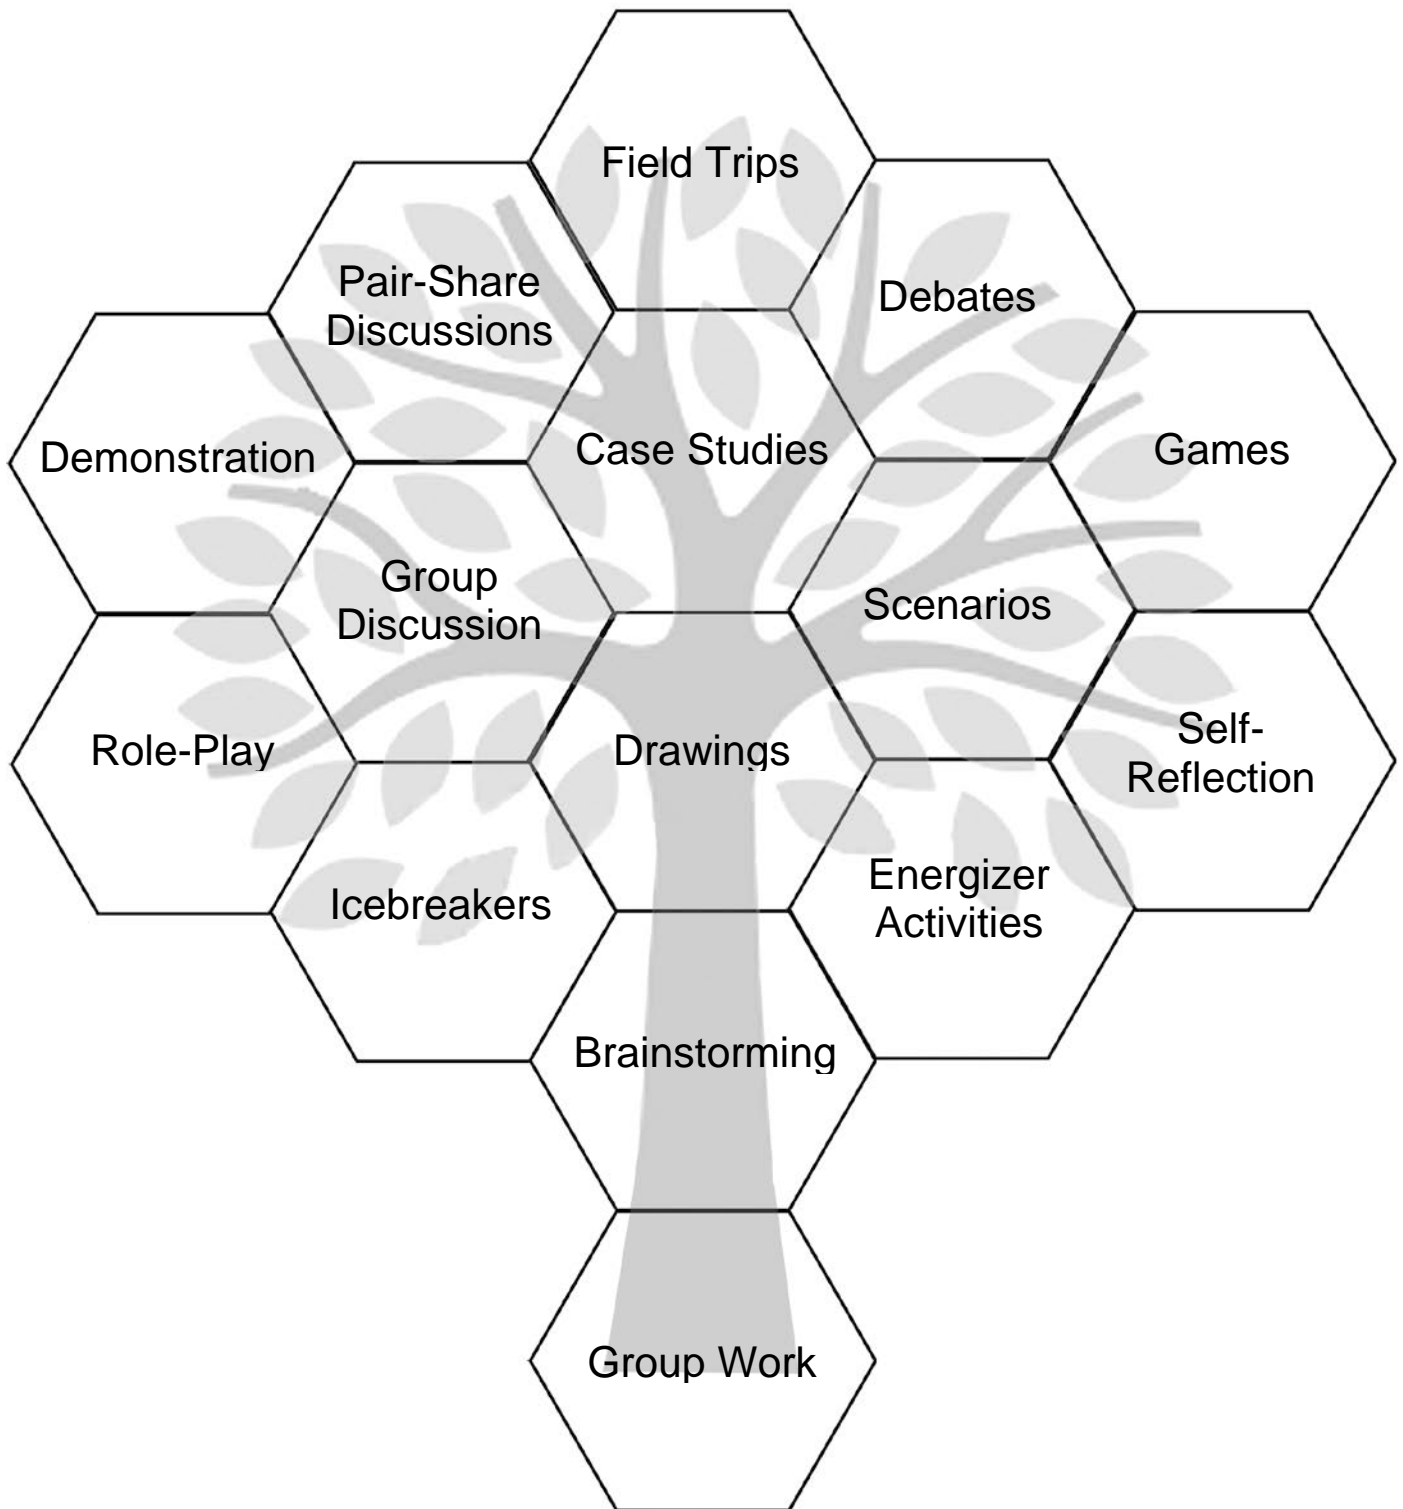 Field Trips
Pair-Share
Discussions
Debates
Demonstration
Case Studies
Games
Group
Discussion
Scenarios
Role-Play
Drawings
Self-
Reflection
Icebreakers
Energizer
Activities
Brainstorming
Group Work